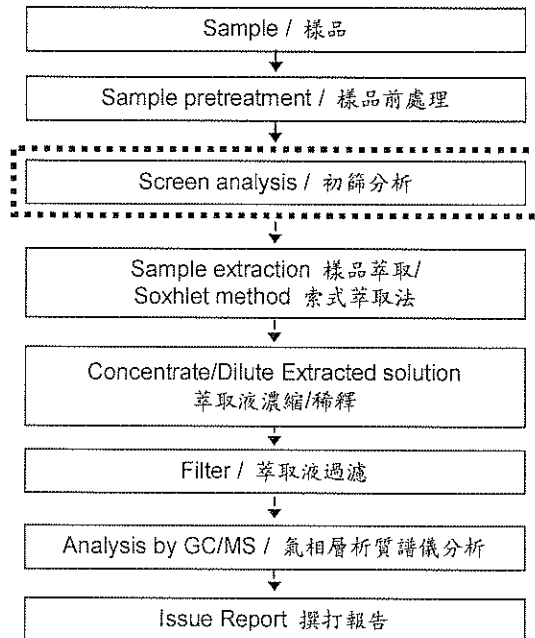 Sample / 樣品
Sample pretreatment / 樣品前處理
Screen analysis / 初篩分析
Sample extraction 樣品萃取/
Soxhlet method 索式萃取法
Concentrate/Dilute Extracted solution
萃取液濃縮/稀釋
Filter / 萃取液過濾
Analysis by GC/MS / 氣相層析質譜儀分析
Issue Report 撰打報告